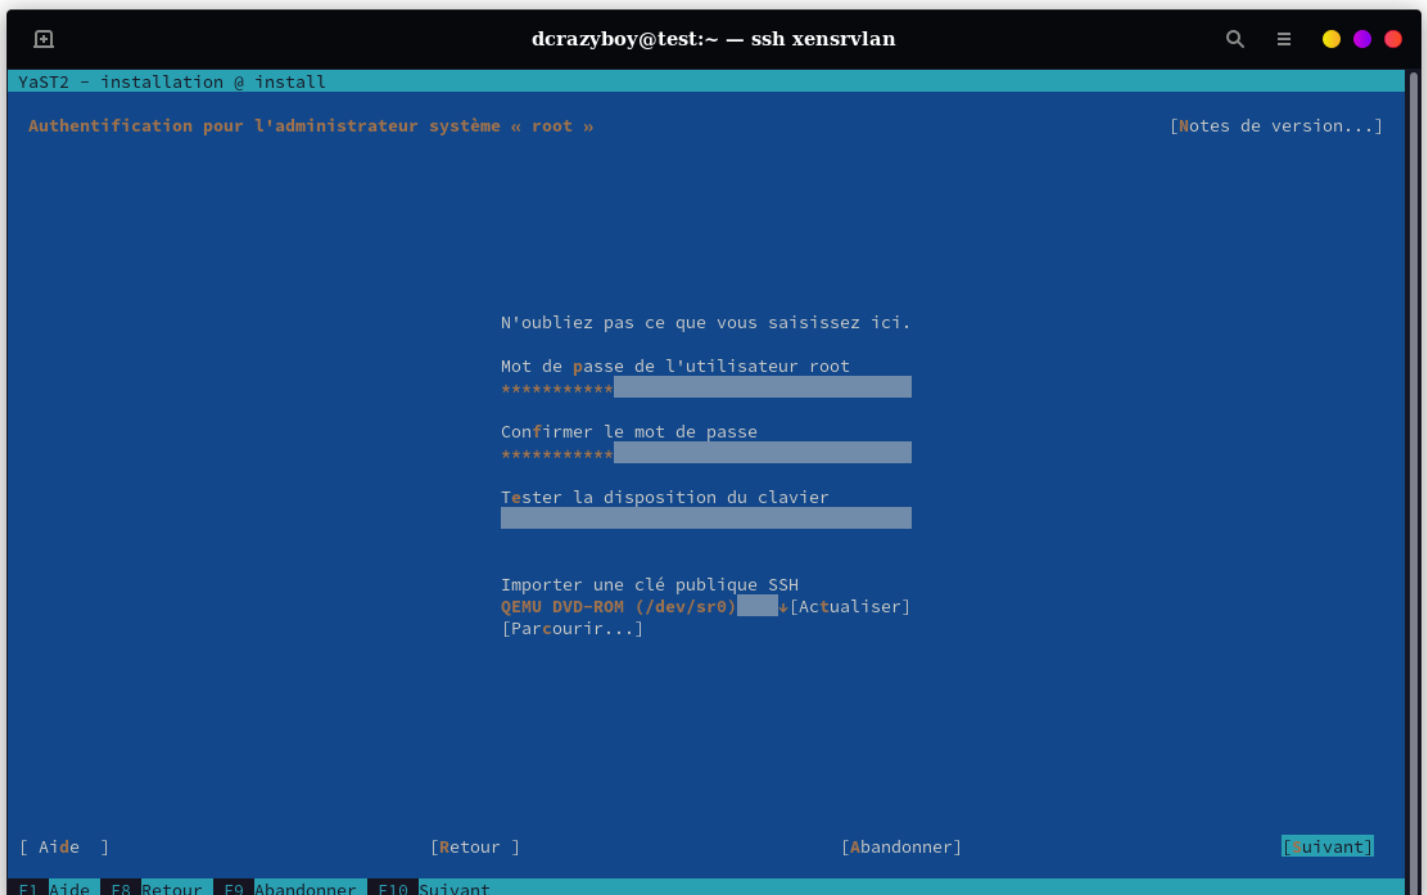 dcrazyboy@test:~ — ssh xensrvlan
YaST2 - installation @ install
Authentification pour l'administrateur système « root » [Notes de version...]
N'oubliez pas ce que vous saisissez ici.
Mot de passe de l'utilisateur root
***********
Confirmer le mot de passe
***********
Tester la disposition du clavier
Importer une clé publique SSH
QEMU DVD-ROM (/dev/sr0) ↓[Actualiser]
[Parcourir...]
[ Aide ] [Retour ] [Abandonner] [Suivant]
F1 Aide F8 Retour F9 Abandonner F10 Suivant